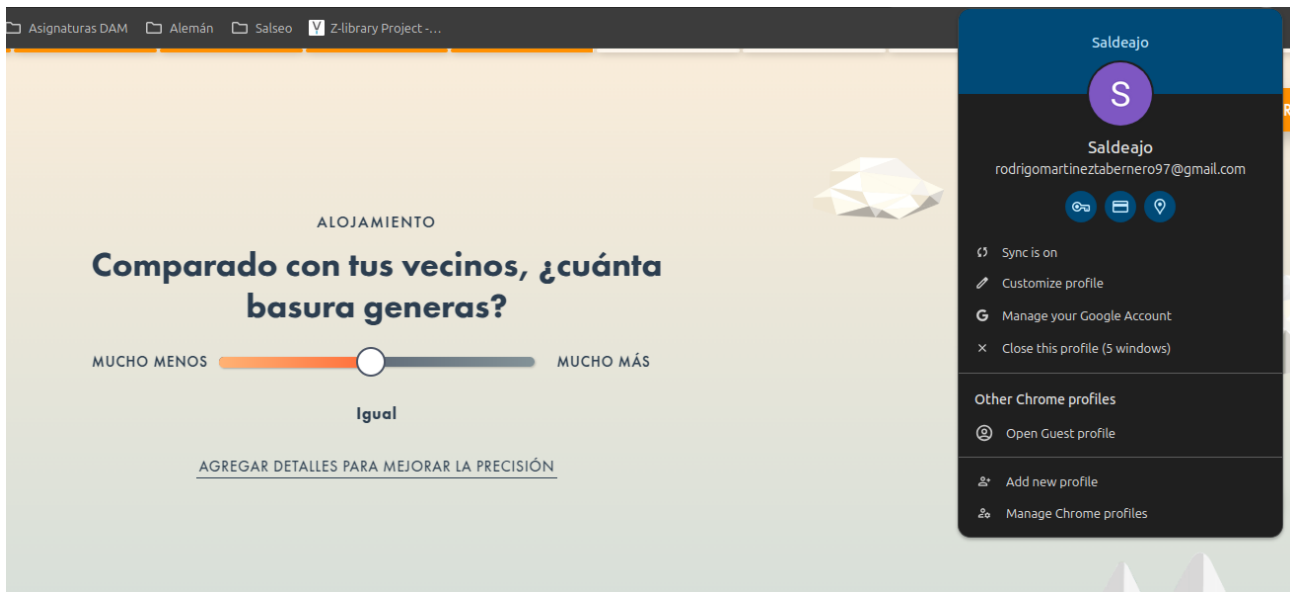 Asignaturas DAM Alemán Salseo Z-library Project -...
ALOJAMIENTO
Comparado con tus vecinos, ¿cuánta
basura generas?
MUCHO MENOS MUCHO MÁS
Igual
AGREGAR DETALLES PARA MEJORAR LA PRECISIÓN
Saldeajo
S
Saldeajo
rodrigomartineztabernero97@gmail.com
Sync is on
Customize profile
G Manage your Google Account
Close this profile (5 windows)
Other Chrome profiles
Open Guest profile
Add new profile
Manage Chrome profiles